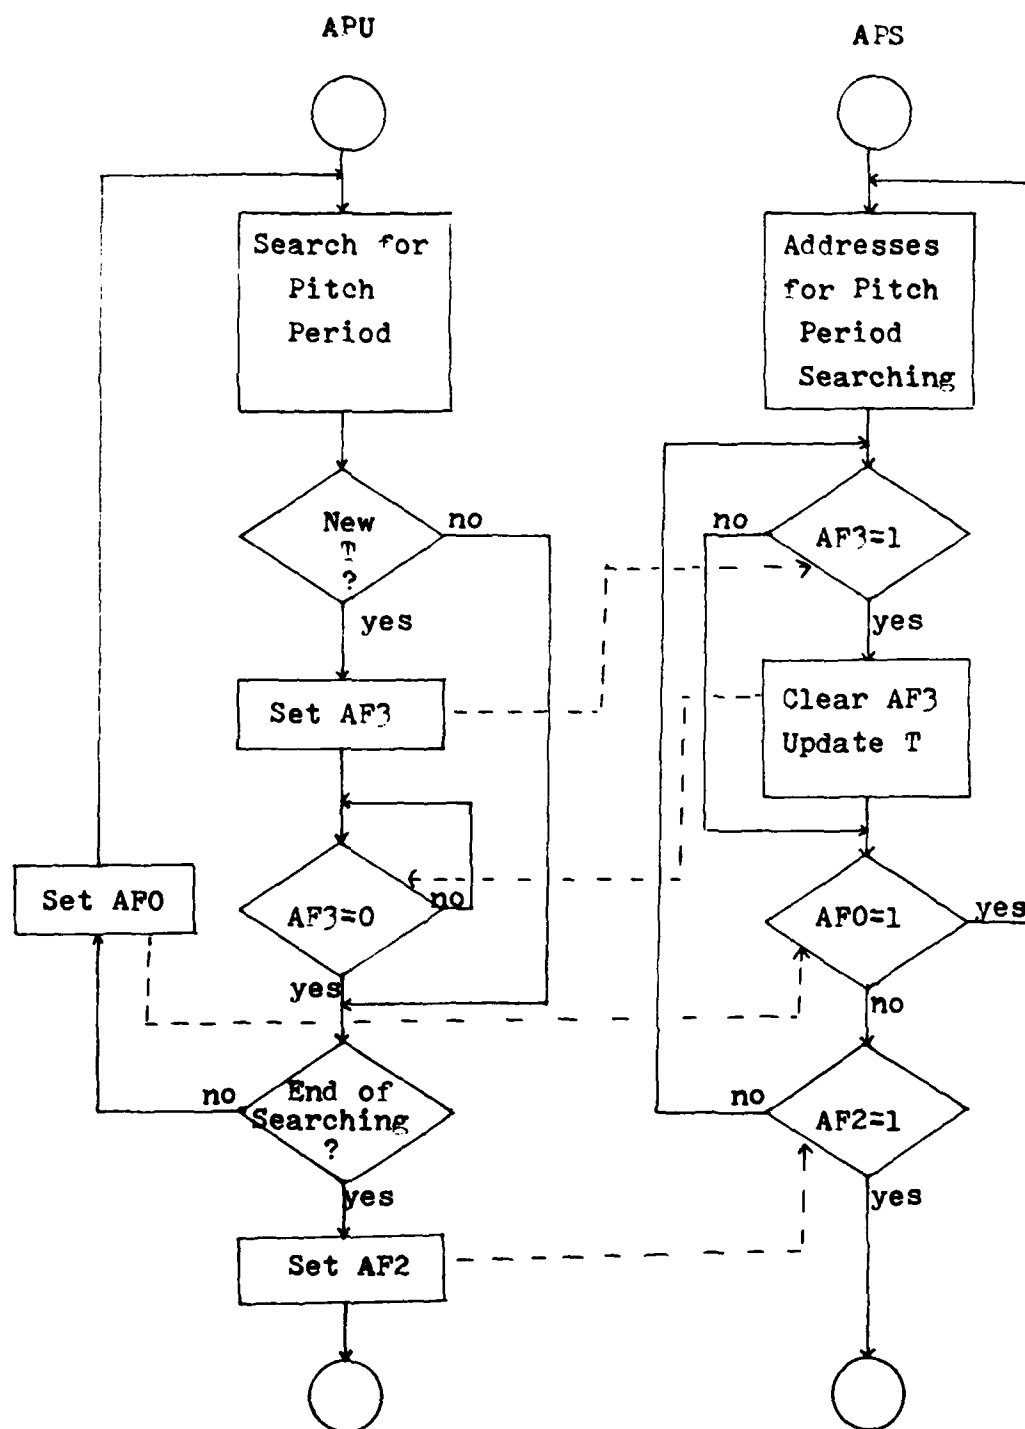 APU
Search for
Pitch
Period
New
T
?
no
yes
Set AF3
AF3=0
no
yes
Set AF0
End of
Searching
?
no
yes
Set AF2
APS
Addresses
for Pitch
Period
Searching
AF3=1
no
yes
Clear AF3
Update T
AF0=1
yes
no
AF2=1
no
yes